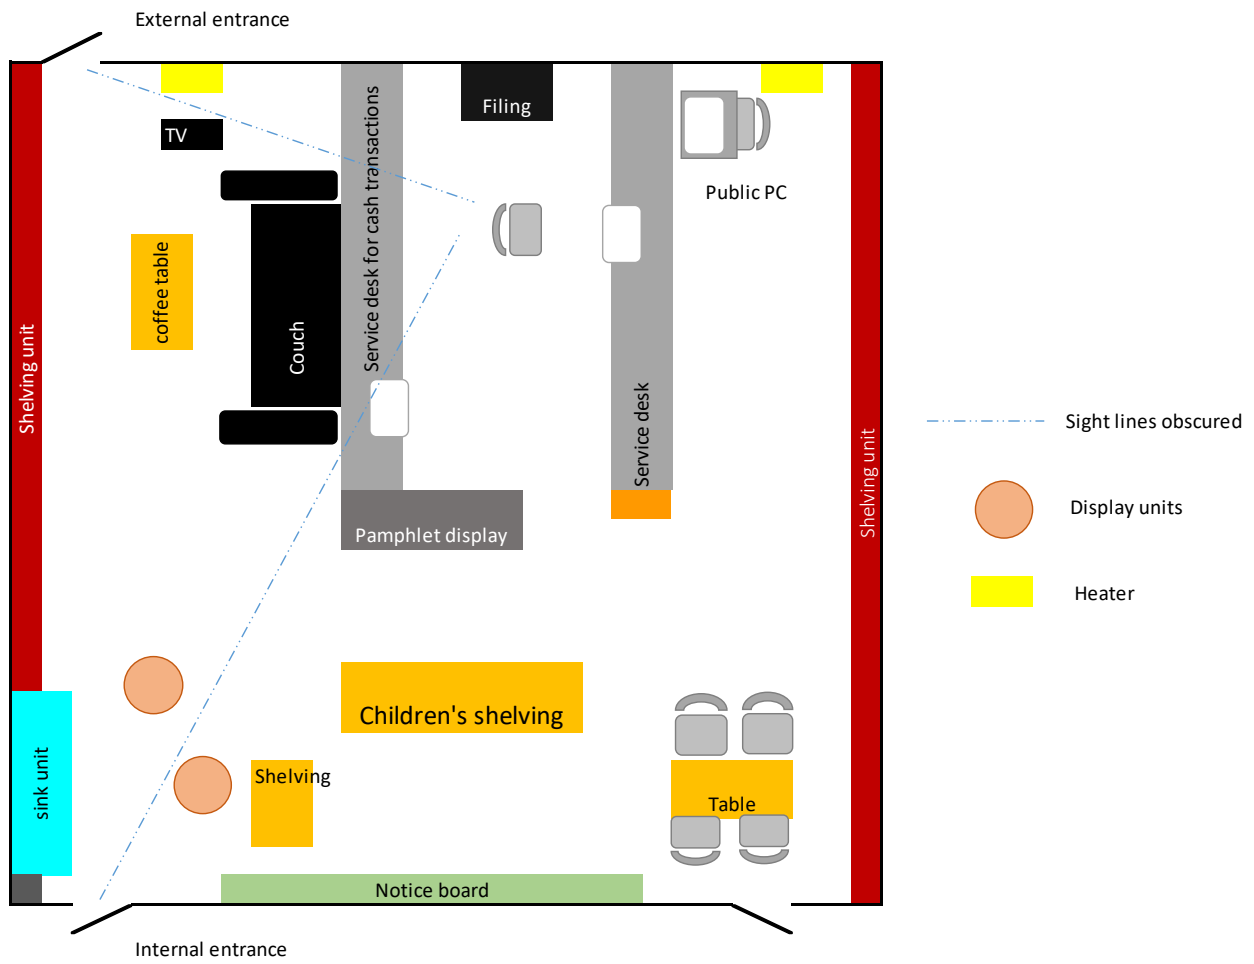 External entrance
Filing
TV
Service desk for cash transactions
Public PC
coffee table
Couch
Shelving unit
Service desk
Shelving unit
Sight lines obscured
Display units
Pamphlet display
Heater
Children's shelving
sink unit
Shelving
Table
Notice board
Internal entrance